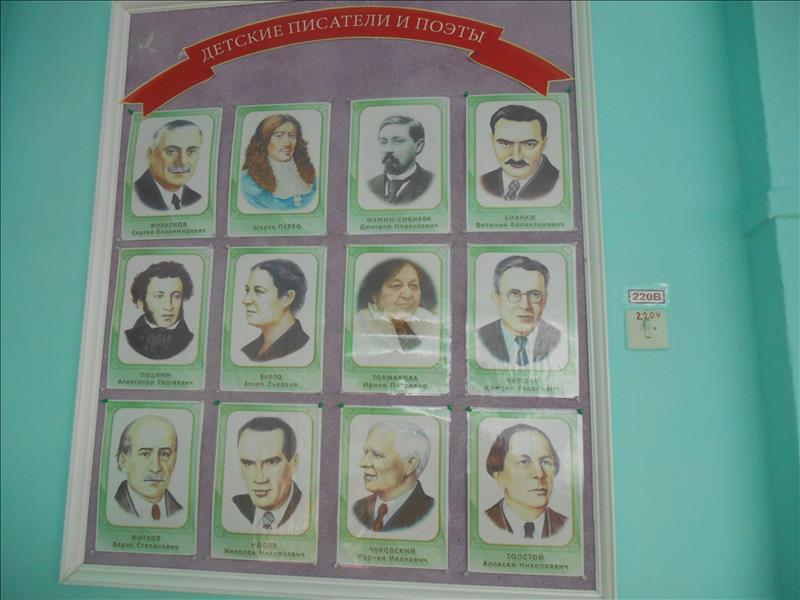 ДЕТСКИЕ ПИСАТЕЛИ И ПОЭТЫ
МИХАЛКОВ
Сергей Владимирович
Шарль ПЕРРО
МАМИН-СИБИРЯК
Дмитрий Наркисович
БИАНКИ
Виталий Валентинович
ПУШКИН
Александр Сергеевич
БАРТО
Агния Львовна
ТОКМАКОВА
Ирина Петровна
МАРШАК
Самуил Яковлевич
ЖИТКОВ
Борис Степанович
НОСОВ
Николай Николаевич
ЧУКОВСКИЙ
Корней Иванович
ТОЛСТОЙ
Алексей Николаевич
220В
220V